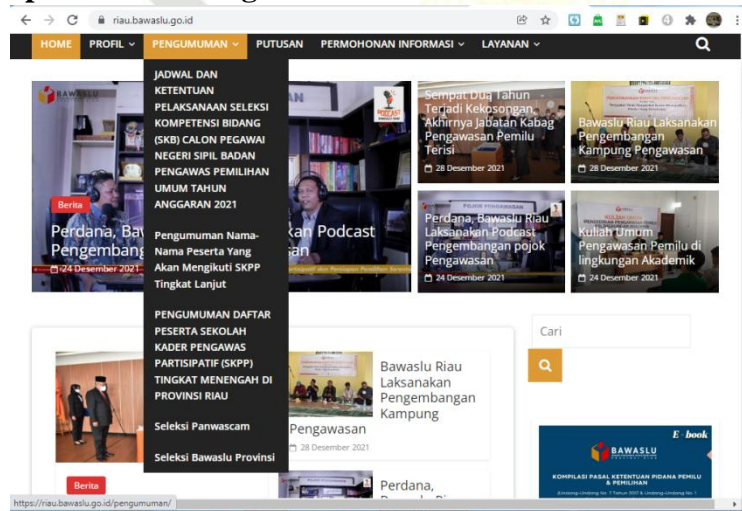 riau.bawaslu.go.id
HOME PROFIL PENGUMUMAN PUTUSAN PERMOHONAN INFORMASI LAYANAN
JADWAL DAN
KETENTUAN
PELAKSANAAN SELEKSI
KOMPETENSI BIDANG
(SKB) CALON PEGAWAI
NEGERI SIPIL BADAN
PENGAWAS PEMILIHAN
UMUM TAHUN
ANGGARAN 2021
Pengumuman Nama-
Nama Peserta Yang
Akan Mengikuti SKPP
Tingkat Lanjut
PENGUMUMAN DAFTAR
PESERTA SEKOLAH
KADER PENGAWAS
PARTISIPATIF (SKPP)
TINGKAT MENENGAH DI
PROVINSI RIAU
Seleksi Panwascam
Seleksi Bawaslu Provinsi
BAWASLU
PODCAST
Berita
Perdana, Baw kan Podcast
Pengembang san
24 Desember 2021
Sempat Dua Tahun
Terjadi Kekosongan,
Akhirnya Jabatan Kabag
Pengawasan Pemilu
Terisi
28 Desember 2021
Bawaslu Riau Laksanakan
Pengembangan
Kampung Pengawasan
28 Desember 2021
POJOK PENGAWASAN
Perdana, Bawaslu Riau
Laksanakan Podcast
Pengembangan pojok
Pengawasan
24 Desember 2021
KULIAH UMUM
Kuliah Umum
Pengawasan Pemilu di
lingkungan Akademik
24 Desember 2021
Berita
Bawaslu Riau
Laksanakan
Pengembangan
Kampung
Pengawasan
28 Desember 2021
Perdana,
Cari
E - book
BAWASLU
KOMPILASI PASAL KETENTUAN PIDANA PEMILU
& PEMILIHAN
https://riau.bawaslu.go.id/pengumuman/